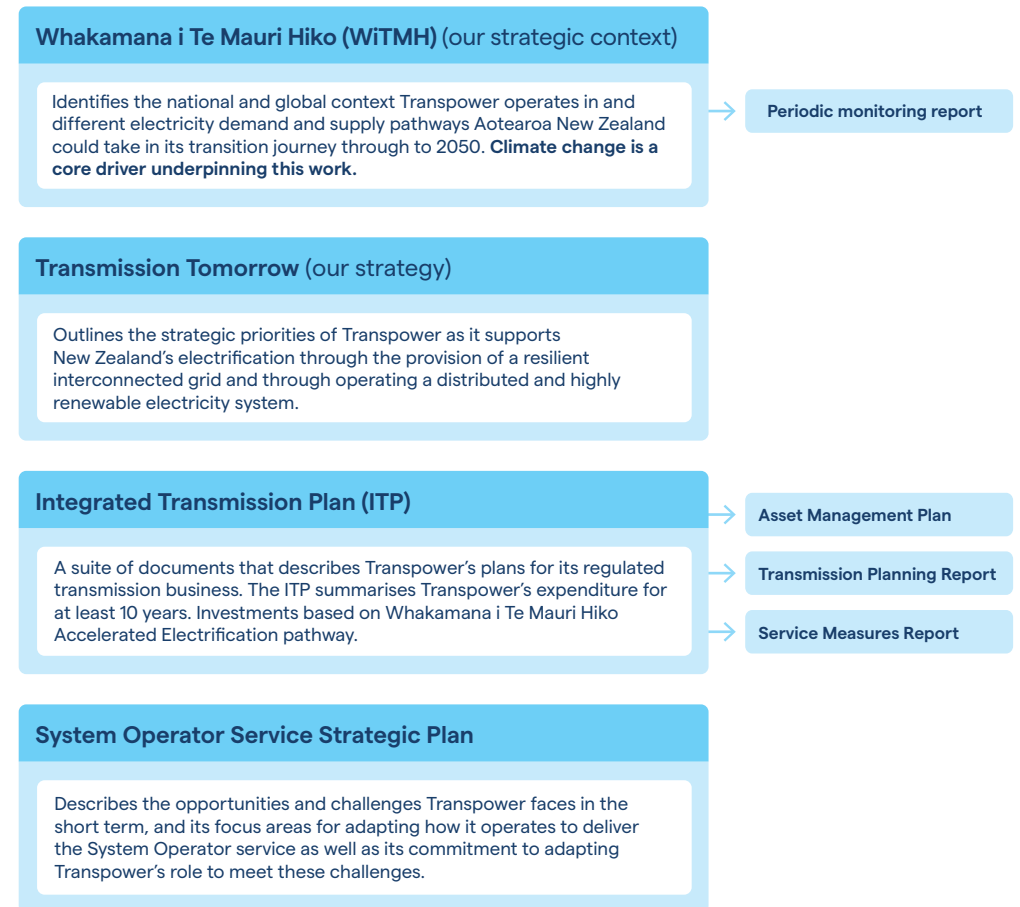 Whakamana i Te Mauri Hiko (WiTMH) (our strategic context)
Identifies the national and global context Transpower operates in and
different electricity demand and supply pathways Aotearoa New Zealand
could take in its transition journey through to 2050. Climate change is a
core driver underpinning this work.
Periodic monitoring report
Transmission Tomorrow (our strategy)
Outlines the strategic priorities of Transpower as it supports
New Zealand’s electrification through the provision of a resilient
interconnected grid and through operating a distributed and highly
renewable electricity system.
Integrated Transmission Plan (ITP)
A suite of documents that describes Transpower’s plans for its regulated
transmission business. The ITP summarises Transpower’s expenditure for
at least 10 years. Investments based on Whakamana i Te Mauri Hiko
Accelerated Electrification pathway.
Asset Management Plan
Transmission Planning Report
Service Measures Report
System Operator Service Strategic Plan
Describes the opportunities and challenges Transpower faces in the
short term, and its focus areas for adapting how it operates to deliver
the System Operator service as well as its commitment to adapting
Transpower’s role to meet these challenges.